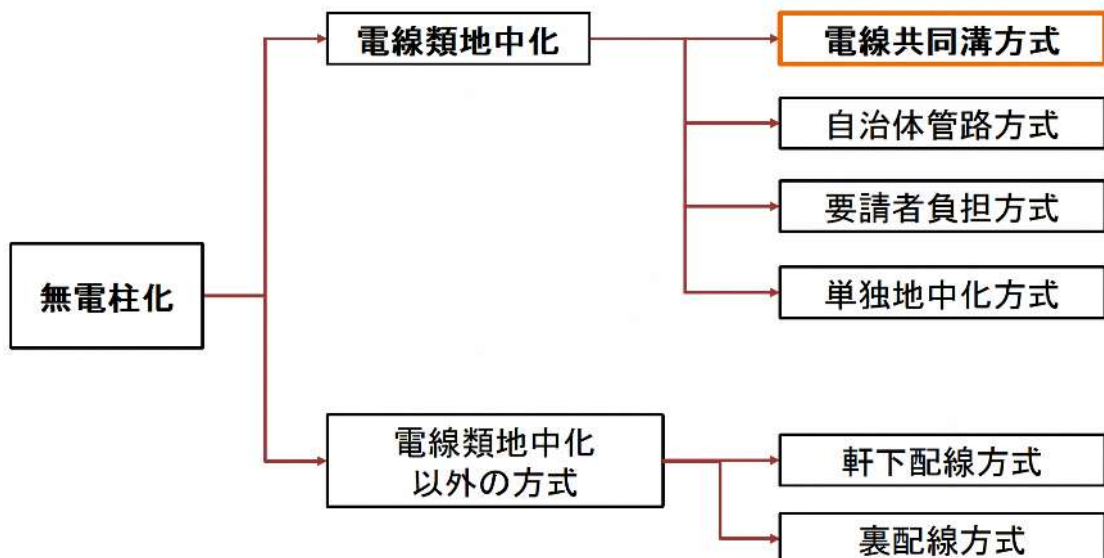 電線類地中化
電線共同溝方式
自治体管路方式
要請者負担方式
単独地中化方式
無電柱化
電線類地中化
以外の方式
軒下配線方式
裏配線方式